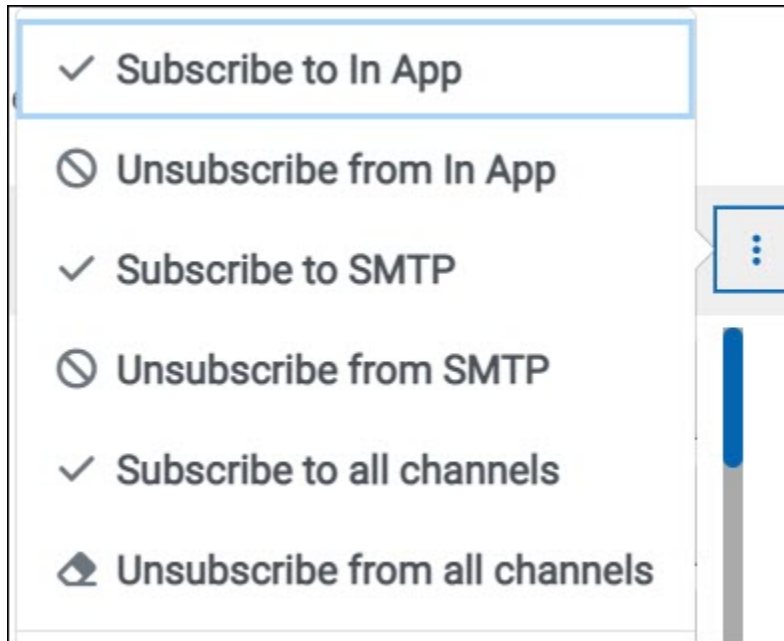 Subscribe to In App
Unsubscribe from In App
Subscribe to SMTP
Unsubscribe from SMTP
Subscribe to all channels
Unsubscribe from all channels